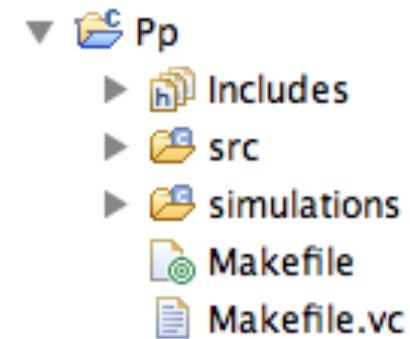 Pp
Includes
src
simulations
Makefile
Makefile.vc